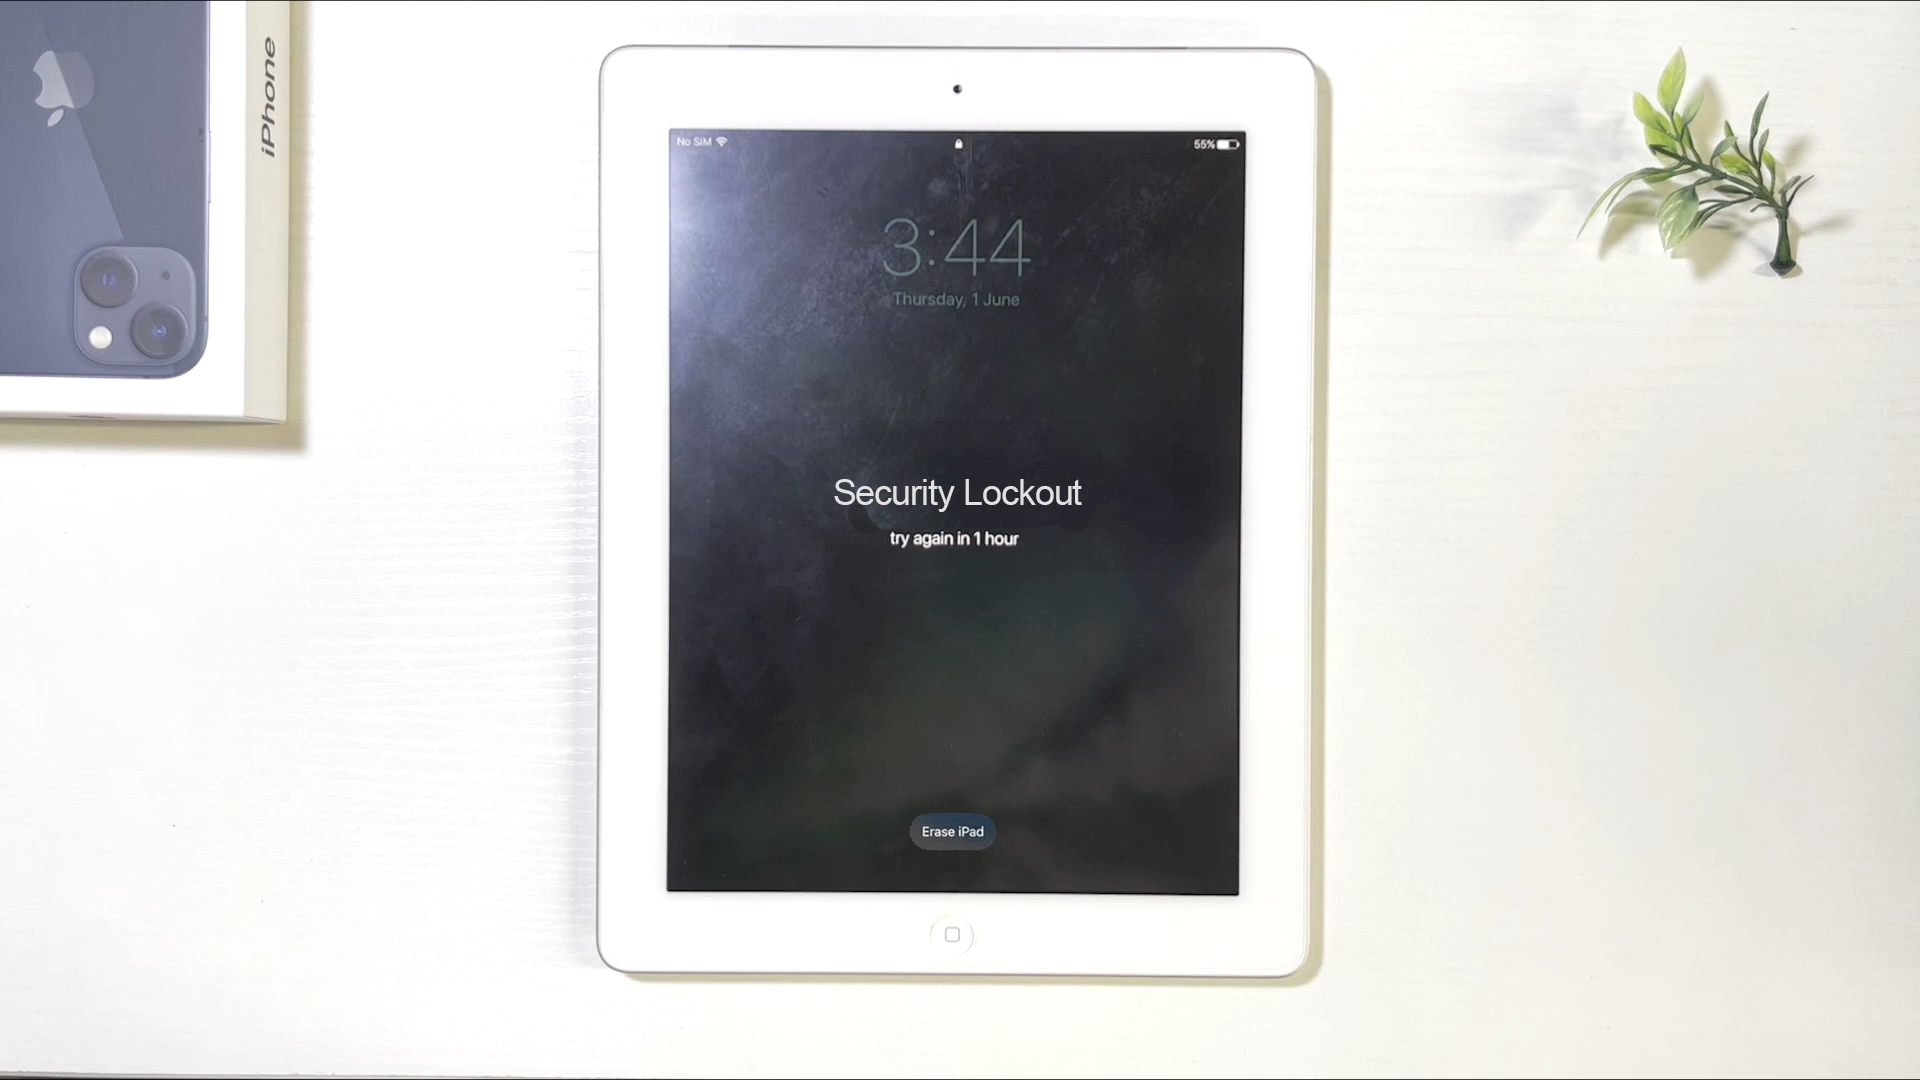 iPhone
No SIM
55%
3:44
Thursday, 1 June
Security Lockout
try again in 1 hour
Erase iPad